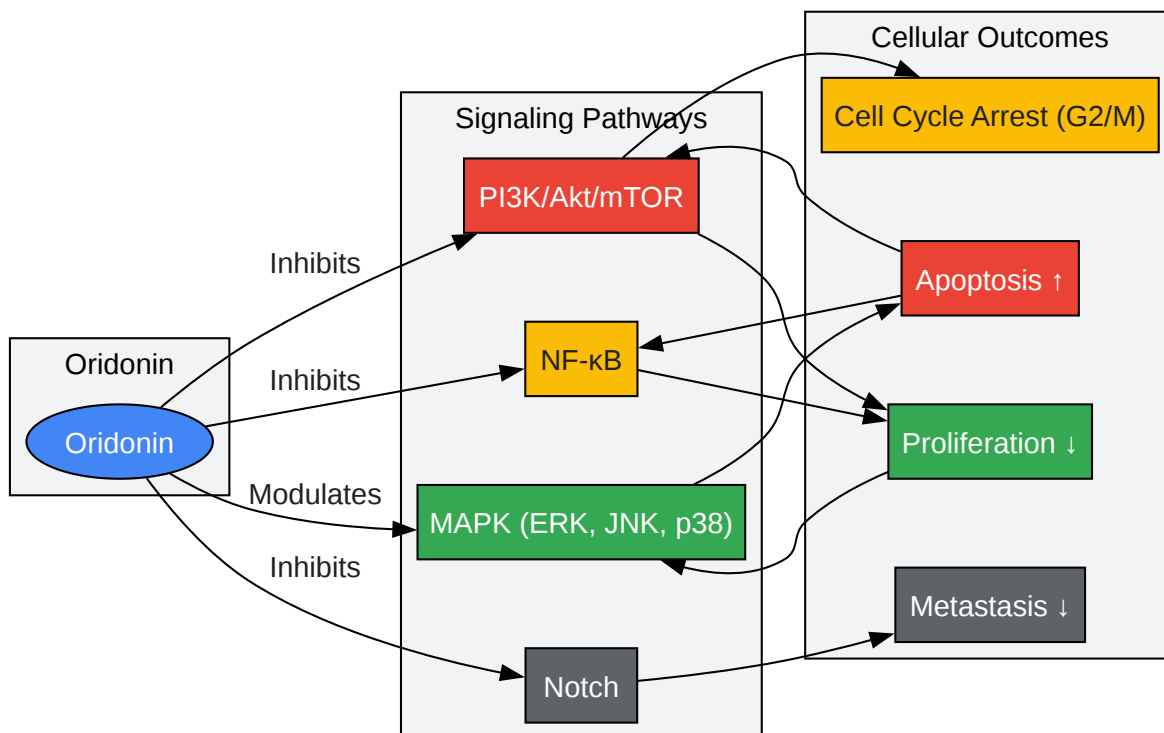 Oridonin
Oridonin
Inhibits
Inhibits
Modulates
Inhibits
Signaling Pathways
PI3K/Akt/mTOR
NF-κB
MAPK (ERK, JNK, p38)
Notch
Cellular Outcomes
Cell Cycle Arrest (G2/M)
Apoptosis ↑
Proliferation ↓
Metastasis ↓